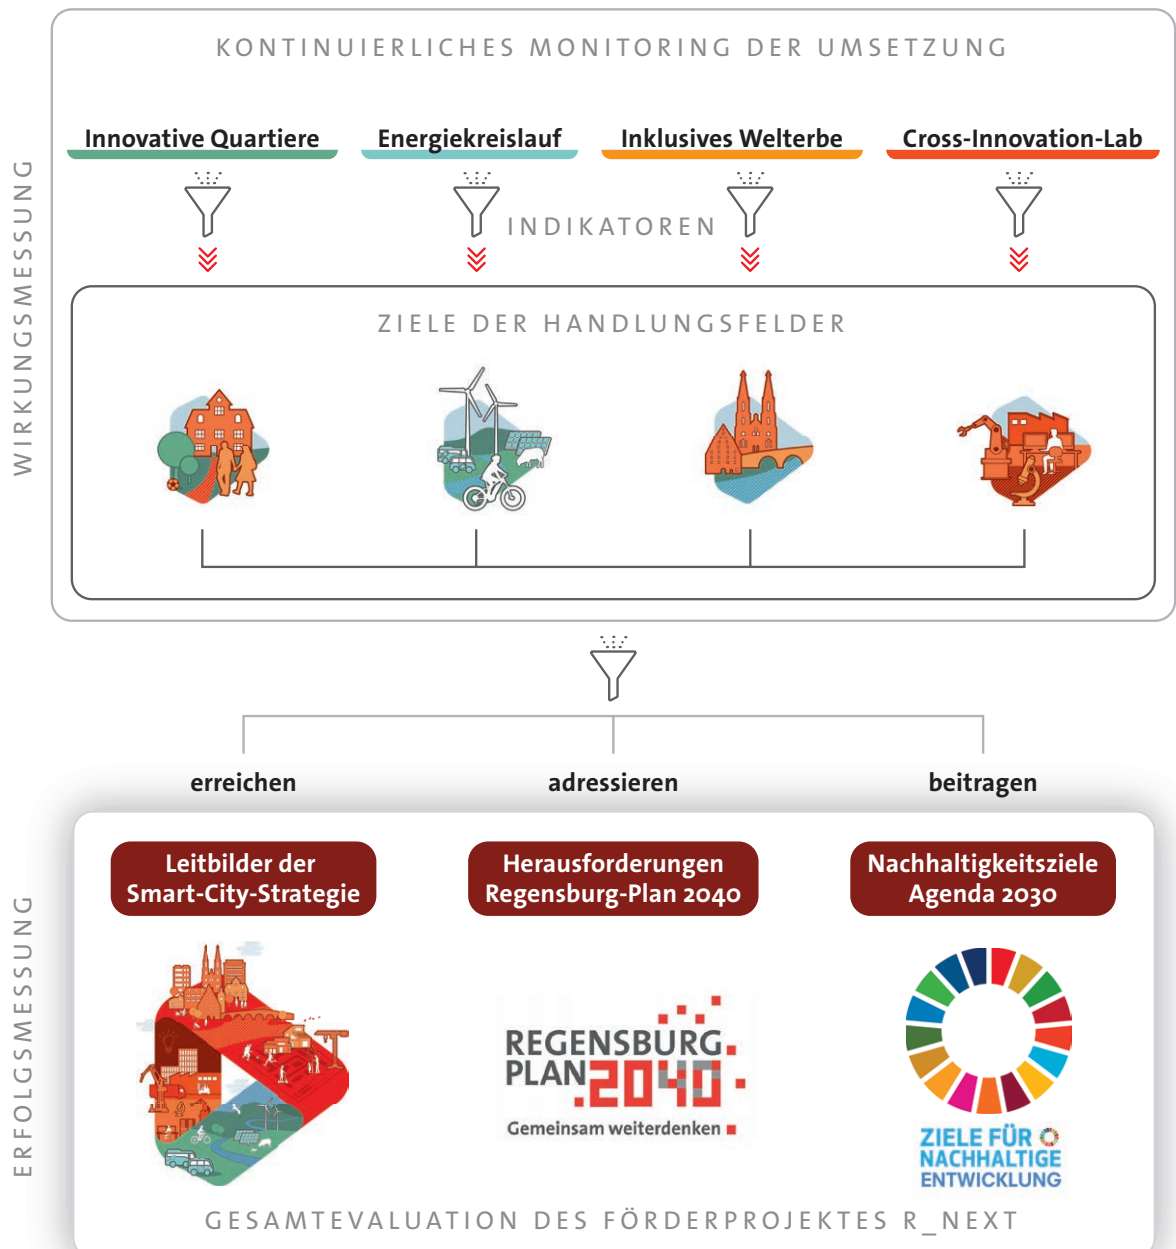 KONTINUIERLICHES MONITORING DER UMSETZUNG
WIRKUNGSMESSUNG
Innovative Quartiere
Energiekreislauf
Inklusives Welterbe
Cross-Innovation-Lab
INDIKATOREN
ZIELE DER HANDLUNGSFELDER
erreichen
adressieren
beitragen
ERFOLGSMESSUNG
Leitbilder der
Smart-City-Strategie
Herausforderungen
Regensburg-Plan 2040
Nachhaltigkeitsziele
Agenda 2030
REGENSBURG
PLAN 2040
Gemeinsam weiterdenken
ZIELE FÜR
NACHHALTIGE
ENTWICKLUNG
GESAMTEVALUATION DES FÖRDERPROJEKTES R_NEXT